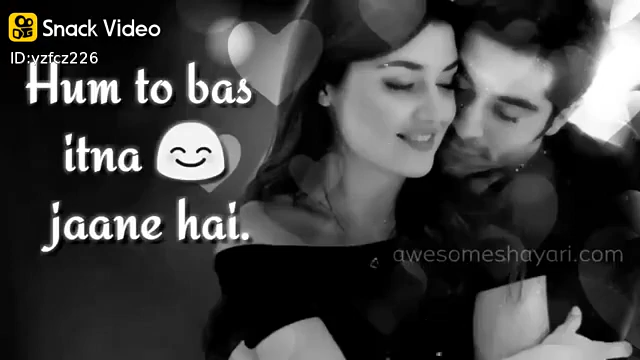 Snack Video
ID:yzfcz226
Hum to bas
itna 😊
jaane hai.
awesomeshayari.com